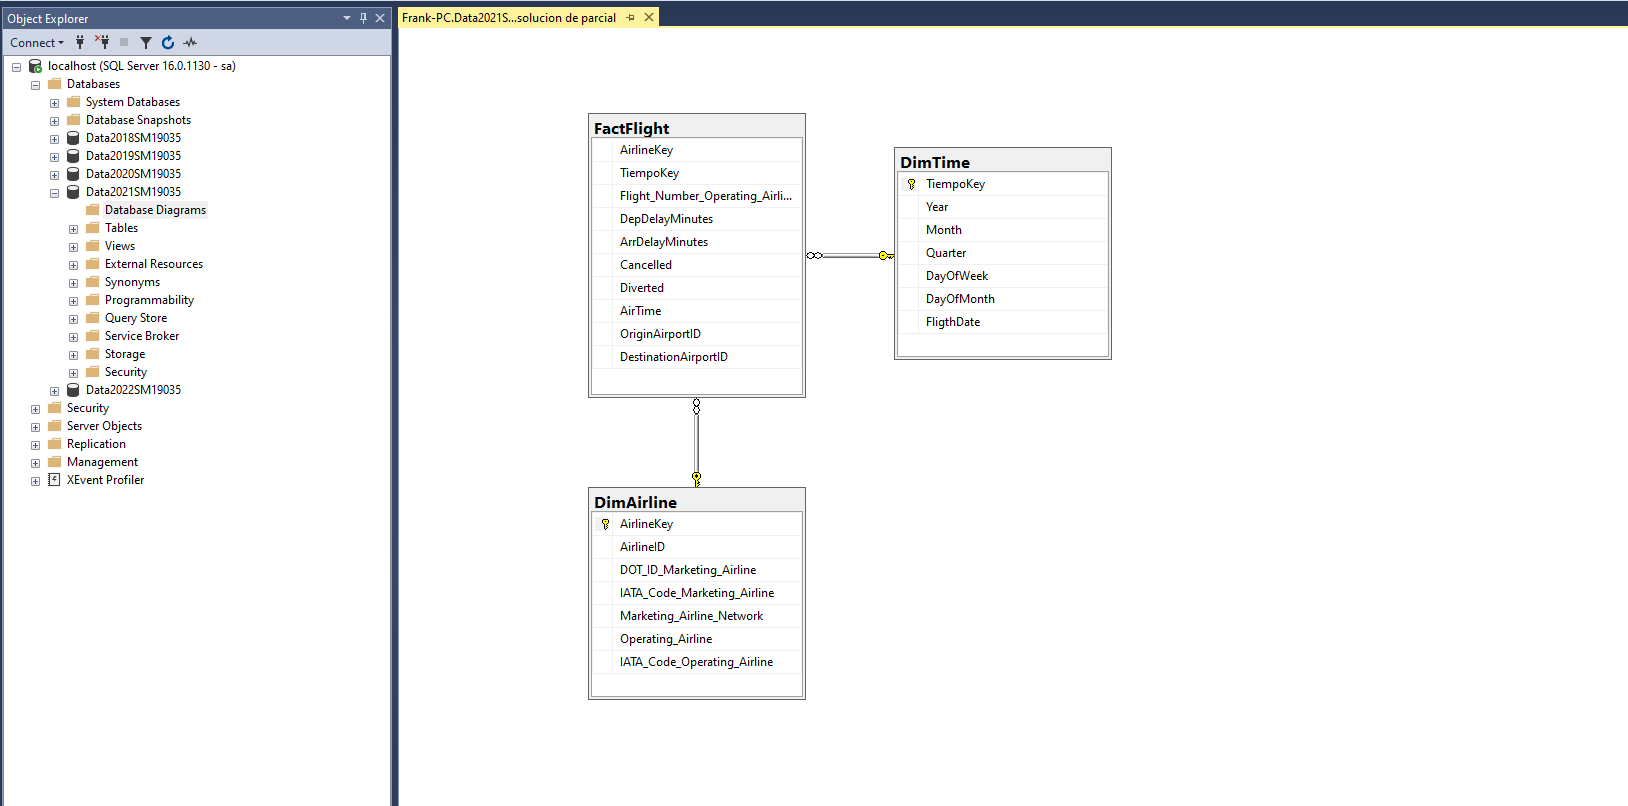 Object Explorer
Connect
localhost (SQL Server 16.0.1130 - sa)
Databases
System Databases
Database Snapshots
Data2018SM19035
Data2019SM19035
Data2020SM19035
Data2021SM19035
Database Diagrams
Tables
Views
External Resources
Synonyms
Programmability
Query Store
Service Broker
Storage
Security
Data2022SM19035
Security
Server Objects
Replication
Management
XEvent Profiler
Frank-PC.Data2021S...solucion de parcial
FactFlight
AirlineKey
TiempoKey
Flight_Number_Operating_Airli...
DepDelayMinutes
ArrDelayMinutes
Cancelled
Diverted
AirTime
OriginAirportID
DestinationAirportID
DimTime
TiempoKey
Year
Month
Quarter
DayOfWeek
DayOfMonth
FligthDate
DimAirline
AirlineKey
AirlineID
DOT_ID_Marketing_Airline
IATA_Code_Marketing_Airline
Marketing_Airline_Network
Operating_Airline
IATA_Code_Operating_Airline